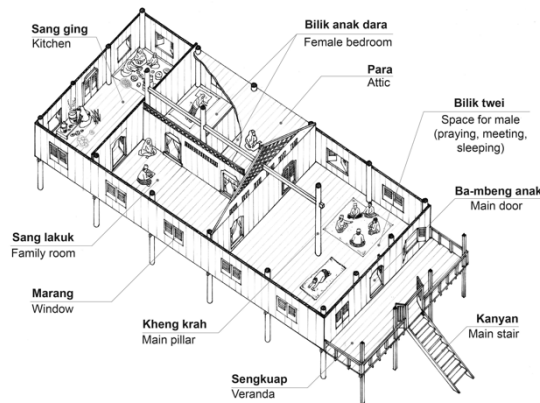 Sang ging
Kitchen
Bilik anak dara
Female bedroom
Para
Attic
Bilik twei
Space for male
(praying, meeting,
sleeping)
Ba-mbeng anak
Main door
Sang lakuk
Family room
Marang
Window
Kheng krah
Main pillar
Sengkuap
Veranda
Kanyan
Main stair